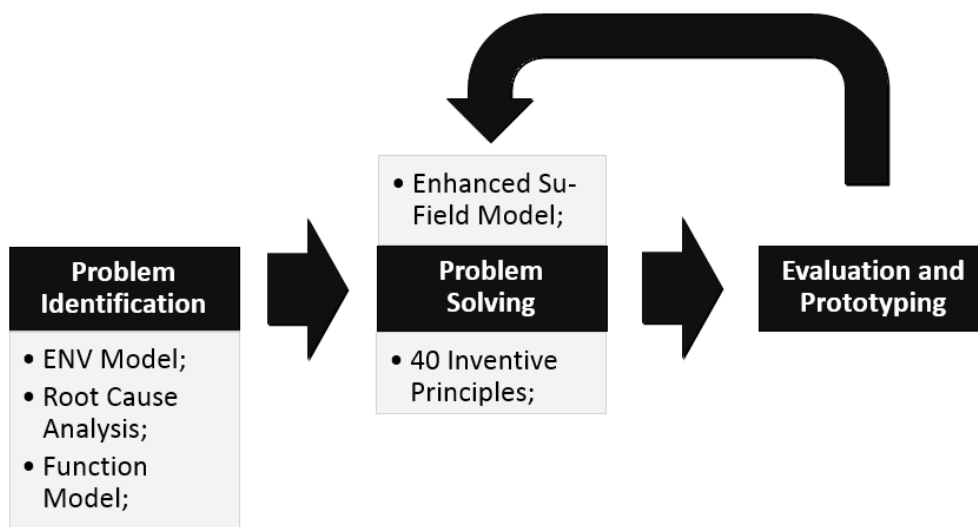 Problem
Identification
• ENV Model;
• Root Cause
Analysis;
• Function
Model;
• Enhanced Su-
Field Model;
Problem
Solving
• 40 Inventive
Principles;
Evaluation and
Prototyping